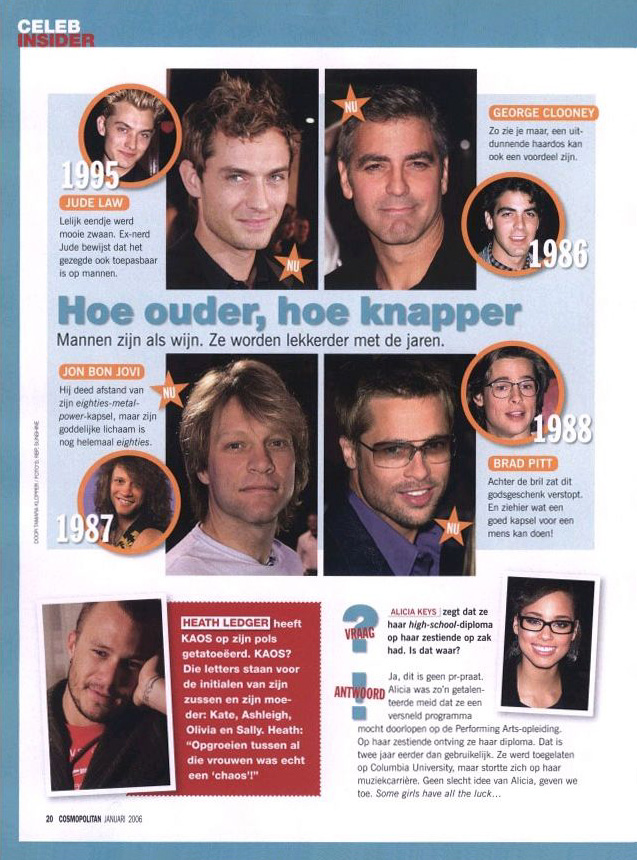 CELEB
INSIDER
1995
JUDE LAW
Lelijk eendje werd
mooie zwaan. Ex-nerd
Jude bewijst dat het
gezegde ook toepasbaar
is op mannen.
NU
NU
GEORGE CLOONEY
Zo zie je maar, een uit-
dunnende haardos kan
ook een voordeel zijn.
1986
Hoe ouder, hoe knapper
Mannen zijn als wijn. Ze worden lekkerder met de jaren.
JON BON JOVI
Hij deed afstand van
zijn eighties-metal-
power-kapsel, maar zijn
goddelijke lichaam is
nog helemaal eighties.
NU
1987
1988
BRAD PITT
Achter de bril zat dit
godsgeschenk verstopt.
En ziehier wat een
goed kapsel voor een
mens kan doen!
NU
DOOR TAMARA KLOPPER / FOTO'S: REP. SUNSHINE
HEATH LEDGER heeft
KAOS op zijn pols
getatoeëerd. KAOS?
Die letters staan voor
de initialen van zijn
zussen en zijn moe-
der: Kate, Ashleigh,
Olivia en Sally. Heath:
“Opgroeien tussen al
die vrouwen was echt
een ‘chaos’!”
?
VRAAG
ALICIA KEYS zegt dat ze
haar high-school-diploma
op haar zestiende op zak
had. Is dat waar?
!
ANTWOORD
Ja, dit is geen pr-praat.
Alicia was zo'n getalen-
teerde meid dat ze een
versneld programma
mocht doorlopen op de Performing Arts-opleiding.
Op haar zestiende ontving ze haar diploma. Dat is
twee jaar eerder dan gebruikelijk. Ze werd toegelaten
op Columbia University, maar stortte zich op haar
muziekcarrière. Geen slecht idee van Alicia, geven we
toe. Some girls have all the luck…
20 COSMOPOLITAN JANUARI 2006